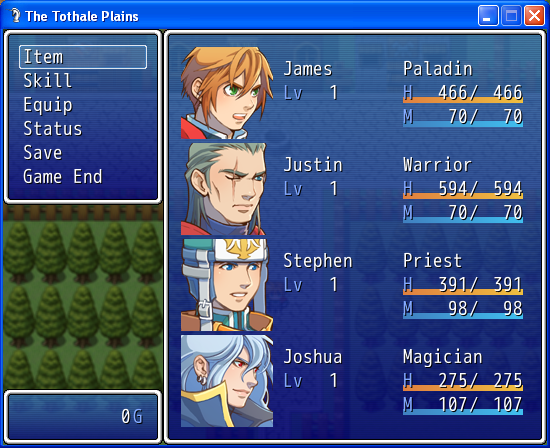 The Tothale Plains
Item
Skill
Equip
Status
Save
Game End
0G
James Paladin
Lv 1 H 466/ 466
M 70/ 70
Justin Warrior
Lv 1 H 594/ 594
M 70/ 70
Stephen Priest
Lv 1 H 391/ 391
M 98/ 98
Joshua Magician
Lv 1 H 275/ 275
M 107/ 107